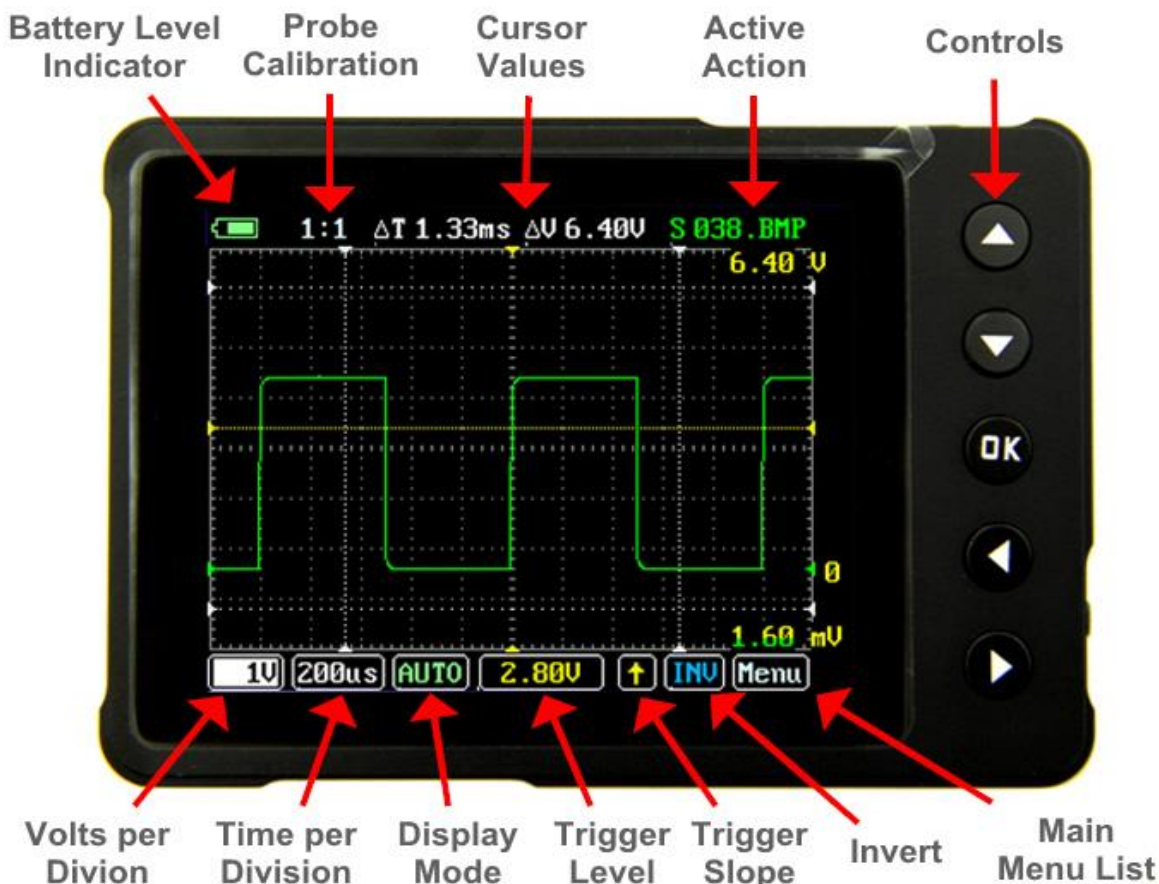 Battery Level
Indicator
Probe
Calibration
Cursor
Values
Active
Action
Controls
1:1 ΔT 1.33ms ΔV 6.40V S 038.BMP
6.40 V
OK
0
1.60 mV
1V 200us AUTO 2.80V ↑ INV Menu
Volts per
Divion
Time per
Division
Display
Mode
Trigger
Level
Trigger
Slope
Invert
Main
Menu List